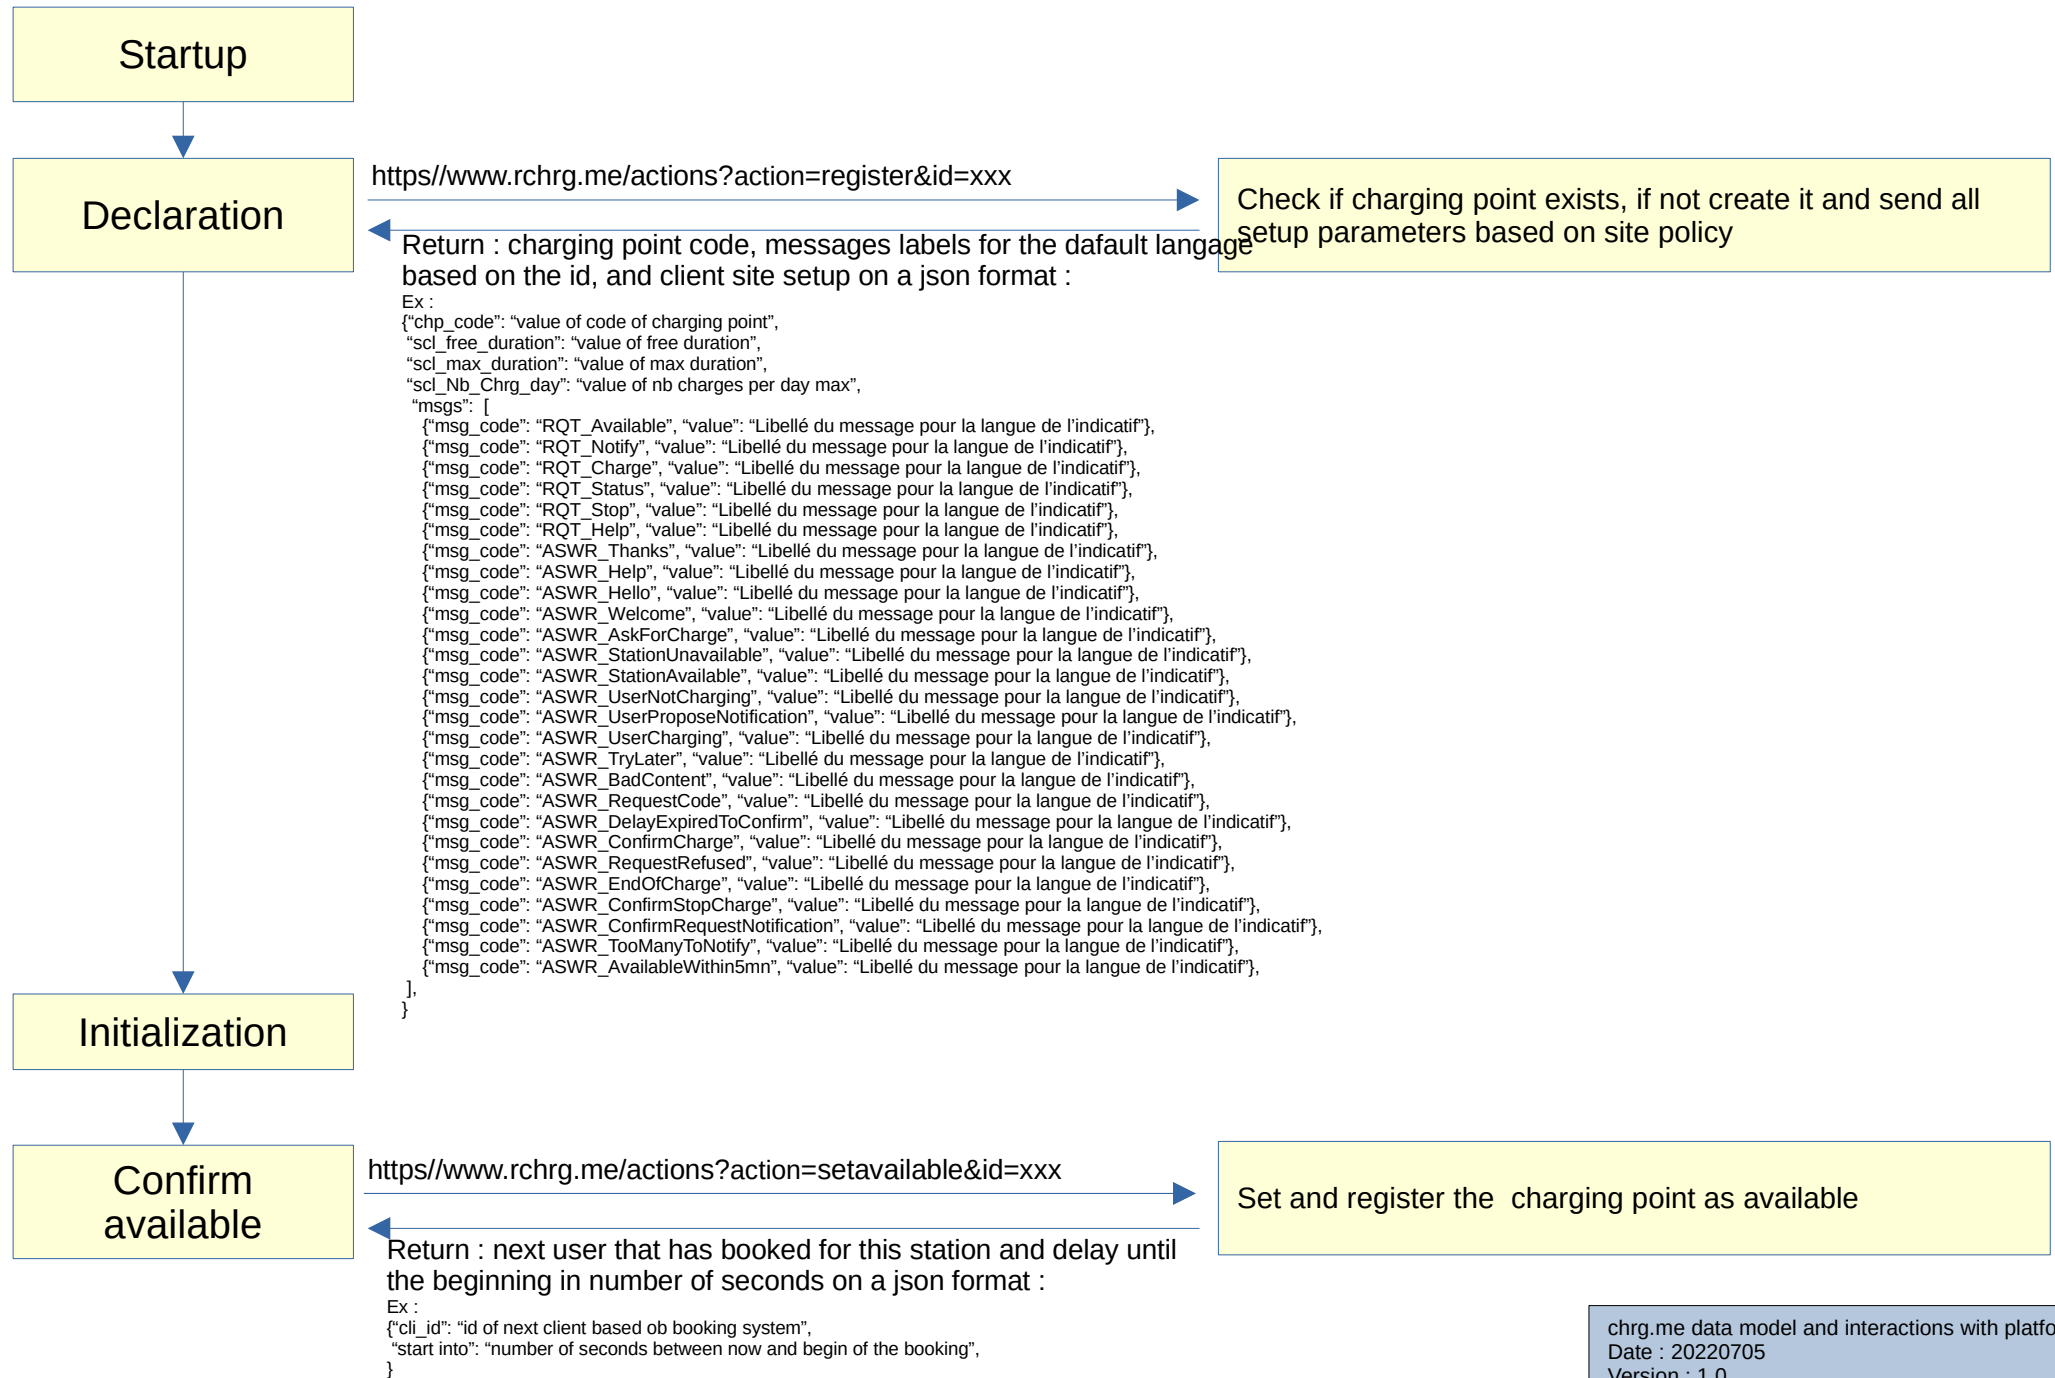 Startup
Declaration
https//www.rchrg.me/actions?action=register&id=xxx
Check if charging point exists, if not create it and send all
setup parameters based on site policy
Return : charging point code, messages labels for the dafault langage
based on the id, and client site setup on a json format :
Ex :
{“chp_code”: “value of code of charging point”,
“scl_free_duration”: “value of free duration”,
“scl_max_duration”: “value of max duration”,
“scl_Nb_Chrg_day”: “value of nb charges per day max”,
“msgs”: [
{“msg_code”: “RQT_Available”, “value”: “Libellé du message pour la langue de l’indicatif”},
{“msg_code”: “RQT_Notify”, “value”: “Libellé du message pour la langue de l’indicatif”},
{“msg_code”: “RQT_Charge”, “value”: “Libellé du message pour la langue de l’indicatif”},
{“msg_code”: “RQT_Status”, “value”: “Libellé du message pour la langue de l’indicatif”},
{“msg_code”: “RQT_Stop”, “value”: “Libellé du message pour la langue de l’indicatif”},
{“msg_code”: “RQT_Help”, “value”: “Libellé du message pour la langue de l’indicatif”},
{“msg_code”: “ASWR_Thanks”, “value”: “Libellé du message pour la langue de l’indicatif”},
{“msg_code”: “ASWR_Help”, “value”: “Libellé du message pour la langue de l’indicatif”},
{“msg_code”: “ASWR_Hello”, “value”: “Libellé du message pour la langue de l’indicatif”},
{“msg_code”: “ASWR_Welcome”, “value”: “Libellé du message pour la langue de l’indicatif”},
{“msg_code”: “ASWR_AskForCharge”, “value”: “Libellé du message pour la langue de l’indicatif”},
{“msg_code”: “ASWR_StationUnavailable”, “value”: “Libellé du message pour la langue de l’indicatif”},
{“msg_code”: “ASWR_StationAvailable”, “value”: “Libellé du message pour la langue de l’indicatif”},
{“msg_code”: “ASWR_UserNotCharging”, “value”: “Libellé du message pour la langue de l’indicatif”},
{“msg_code”: “ASWR_UserProposeNotification”, “value”: “Libellé du message pour la langue de l’indicatif”},
{“msg_code”: “ASWR_UserCharging”, “value”: “Libellé du message pour la langue de l’indicatif”},
{“msg_code”: “ASWR_TryLater”, “value”: “Libellé du message pour la langue de l’indicatif”},
{“msg_code”: “ASWR_BadContent”, “value”: “Libellé du message pour la langue de l’indicatif”},
{“msg_code”: “ASWR_RequestCode”, “value”: “Libellé du message pour la langue de l’indicatif”},
{“msg_code”: “ASWR_DelayExpiredToConfirm”, “value”: “Libellé du message pour la langue de l’indicatif”},
{“msg_code”: “ASWR_ConfirmCharge”, “value”: “Libellé du message pour la langue de l’indicatif”},
{“msg_code”: “ASWR_RequestRefused”, “value”: “Libellé du message pour la langue de l’indicatif”},
{“msg_code”: “ASWR_EndOfCharge”, “value”: “Libellé du message pour la langue de l’indicatif”},
{“msg_code”: “ASWR_ConfirmStopCharge”, “value”: “Libellé du message pour la langue de l’indicatif”},
{“msg_code”: “ASWR_ConfirmRequestNotification”, “value”: “Libellé du message pour la langue de l’indicatif”},
{“msg_code”: “ASWR_TooManyToNotify”, “value”: “Libellé du message pour la langue de l’indicatif”},
{“msg_code”: “ASWR_AvailableWithin5mn”, “value”: “Libellé du message pour la langue de l’indicatif”},
],
}
Initialization
Confirm
available
https//www.rchrg.me/actions?action=setavailable&id=xxx
Set and register the  charging point as available
Return : next user that has booked for this station and delay until
the beginning in number of seconds on a json format :
Ex :
{“cli_id”: “id of next client based ob booking system”,
“start into”: “number of seconds between now and begin of the booking”,
}
chrg.me data model and interactions with platfo
Date : 20220705
Version : 1.0